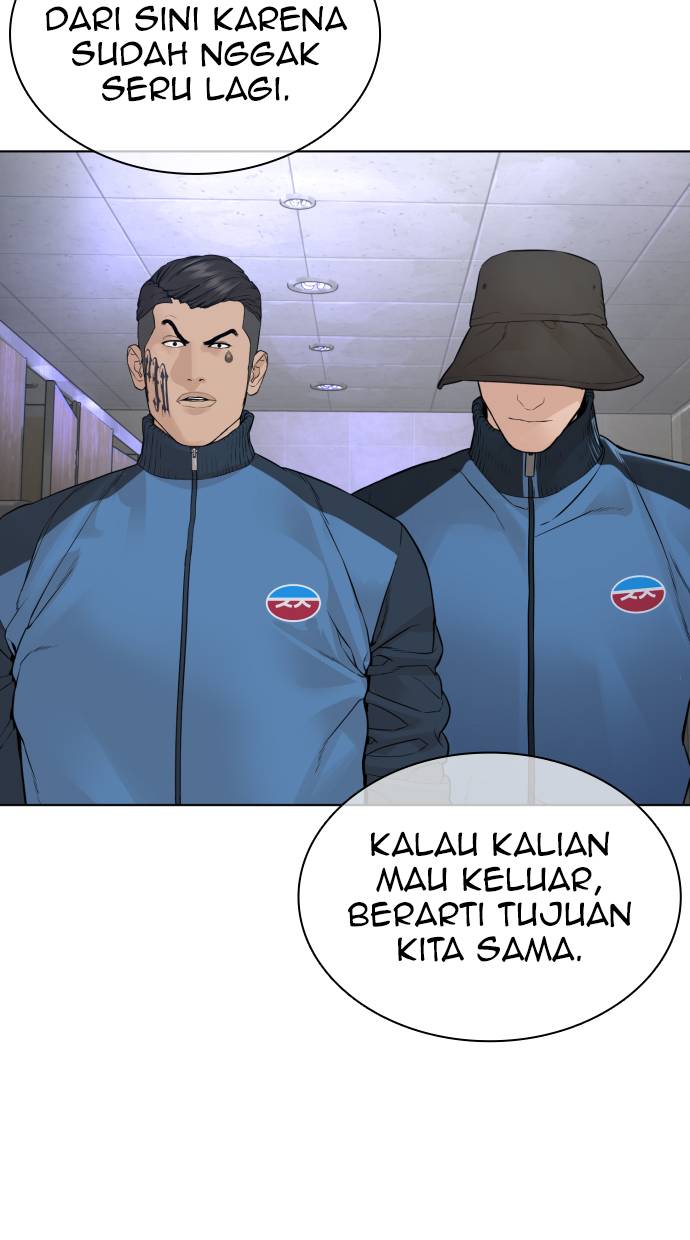 DARI SINI KARENA
SUDAH NGGAK
SERU LAGI.
KALAU KALIAN
MAU KELUAR,
BERARTI TUJUAN
KITA SAMA.